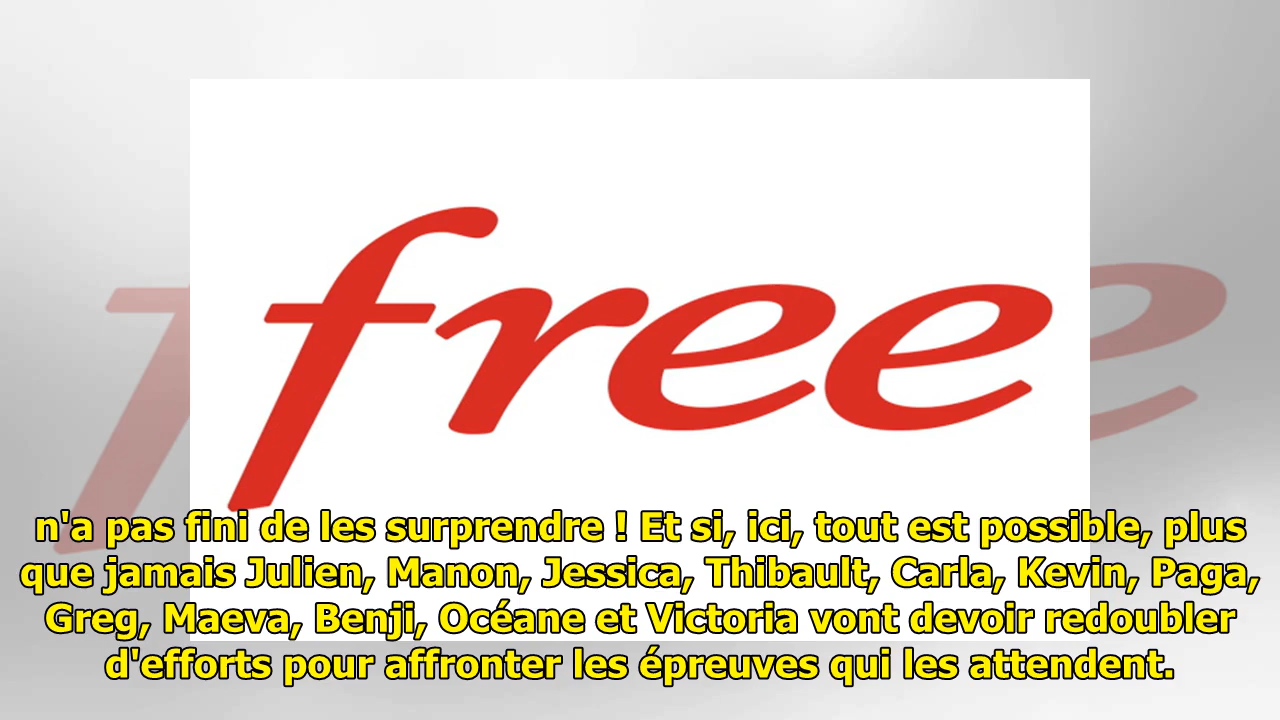 free
n'a pas fini de les surprendre ! Et si, ici, tout est possible, plus
que jamais Julien, Manon, Jessica, Thibault, Carla, Kevin, Paga,
Greg, Maeva, Benji, Océane et Victoria vont devoir redoubler
d'efforts pour affronter les épreuves qui les attendent.